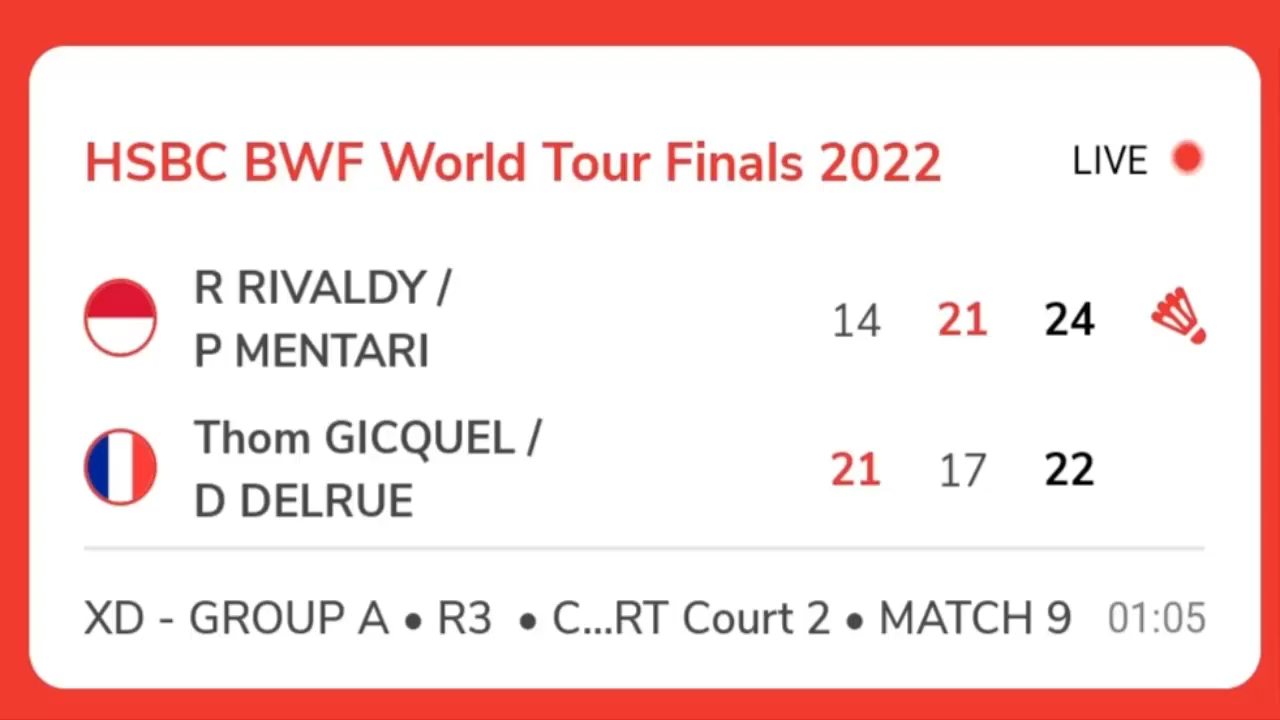 HSBC BWF World Tour Finals 2022 LIVE
R RIVALDY /
P MENTARI
14 21 24
Thom GICQUEL /
D DELRUE
21 17 22
XD - GROUP A • R3 • C...RT Court 2 • MATCH 9 01:05